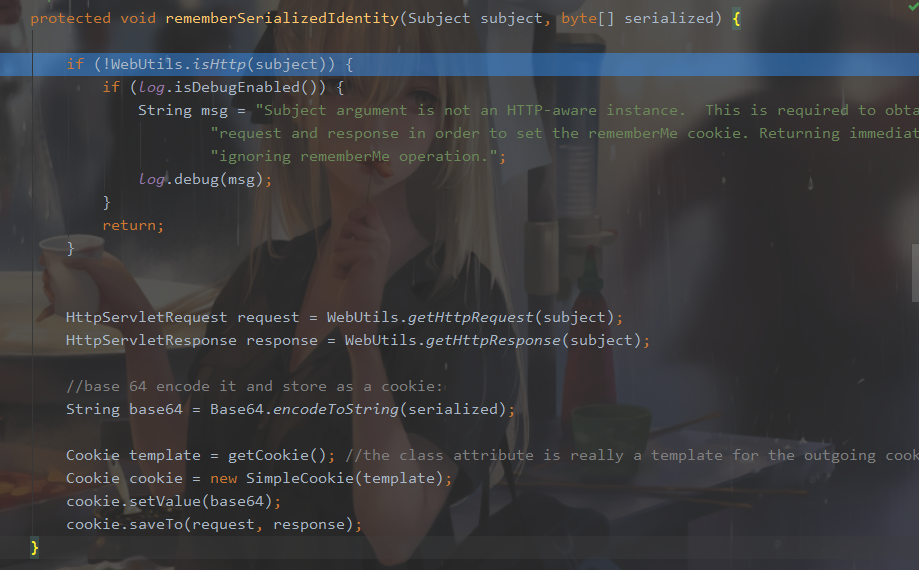 protected void rememberSerializedIdentity(Subject subject, byte[] serialized) {
if (!WebUtils.isHttp(subject)) {
if (log.isDebugEnabled()) {
String msg = "Subject argument is not an HTTP-aware instance.  This is required to obta
"request and response in order to set the rememberMe cookie. Returning immediat
"ignoring rememberMe operation.";
log.debug(msg);
}
return;
}
HttpServletRequest request = WebUtils.getHttpRequest(subject);
HttpServletResponse response = WebUtils.getHttpResponse(subject);
//base 64 encode it and store as a cookie:
String base64 = Base64.encodeToString(serialized);
Cookie template = getCookie(); //the class attribute is really a template for the outgoing cook
Cookie cookie = new SimpleCookie(template);
cookie.setValue(base64);
cookie.saveTo(request, response);
}